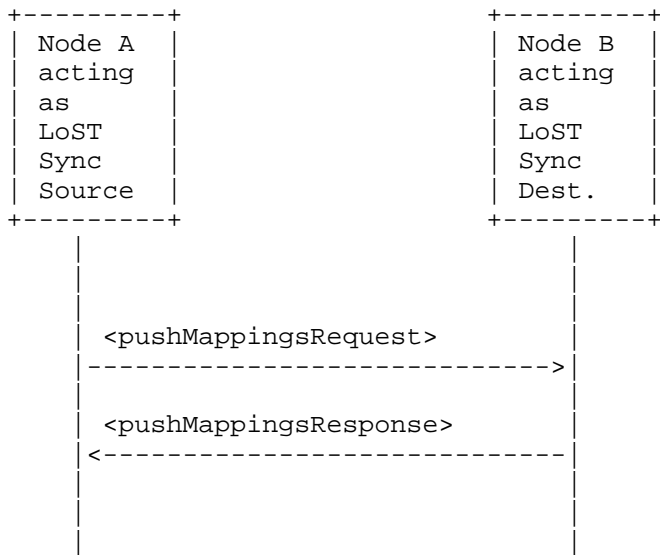 Node A
acting
as
LoST
Sync
Source
Node B
acting
as
LoST
Sync
Dest.
<pushMappingsRequest>
<pushMappingsResponse>